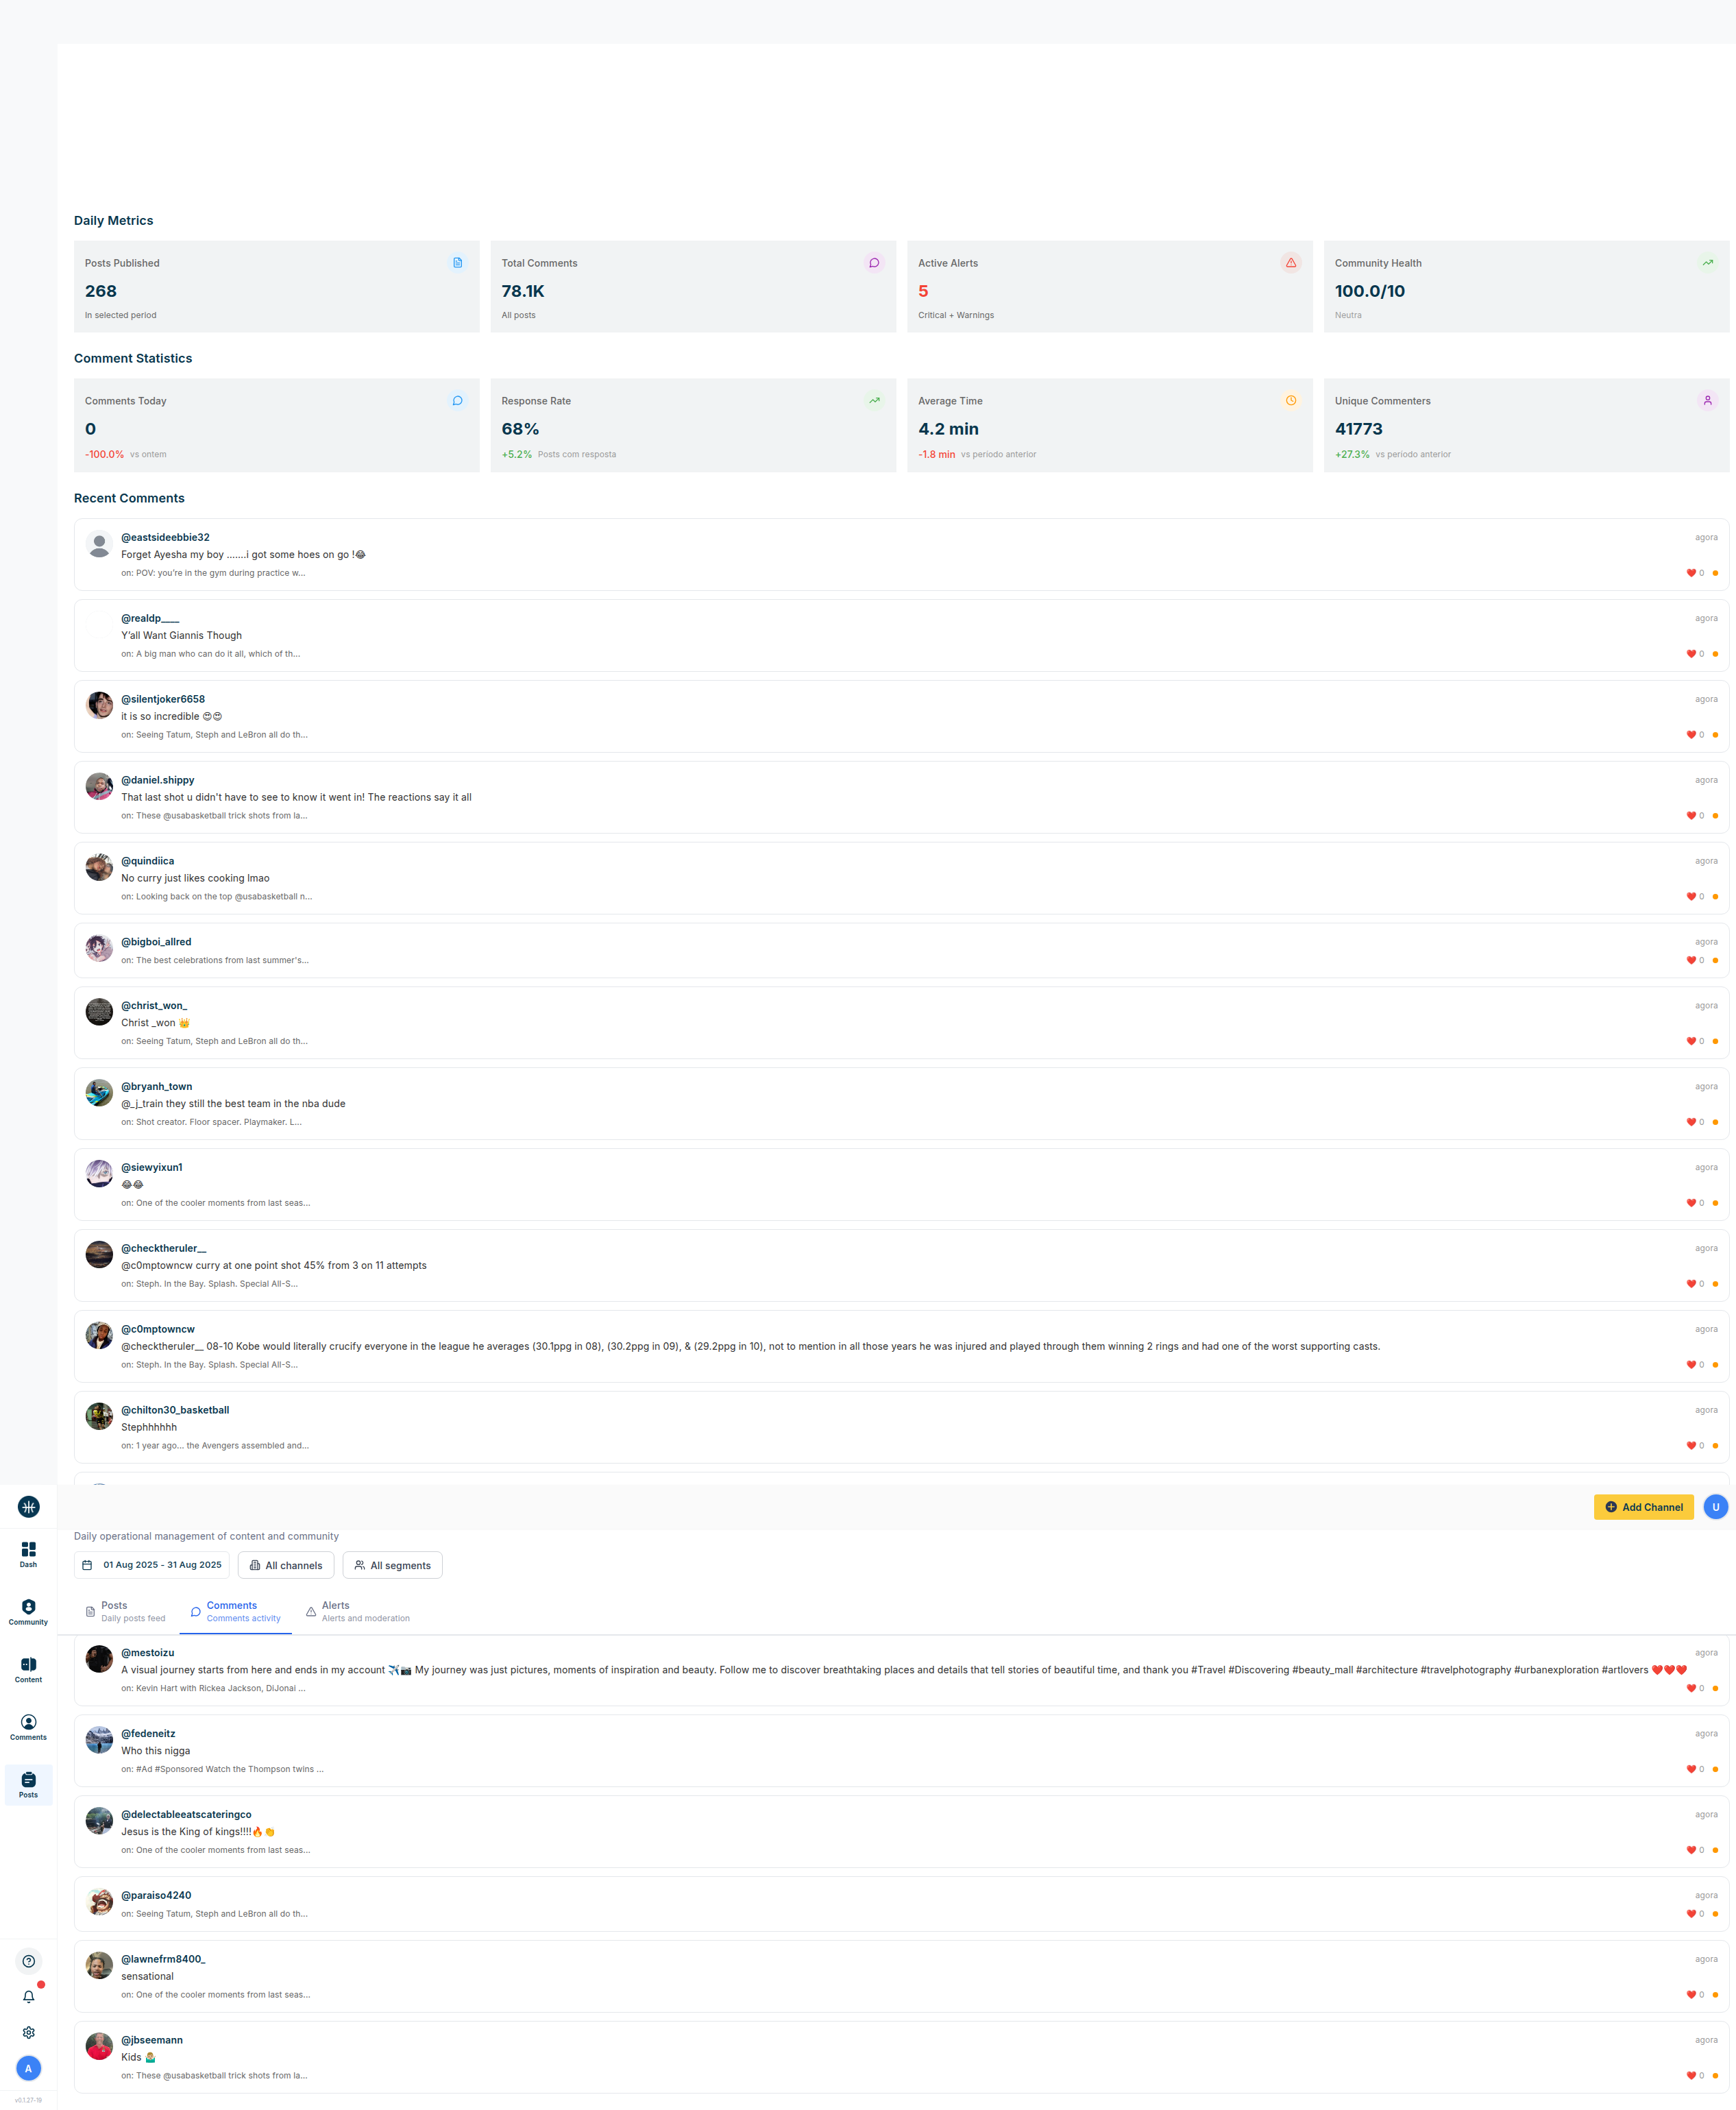 Daily Metrics
Posts Published
268
In selected period
Total Comments
78.1K
All posts
Active Alerts
5
Critical + Warnings
Community Health
100.0/10
Neutra
Comment Statistics
Comments Today
0
-100.0% vs ontem
Response Rate
68%
+5.2% Posts com resposta
Average Time
4.2 min
-1.8 min vs período anterior
Unique Commenters
41773
+27.3% vs período anterior
Recent Comments
@eastsideebbie32
agora
Forget Ayesha my boy .......i got some hoes on go !😂
on: POV: you're in the gym during practice w...
❤️ 0
@realdp____
agora
Y'all Want Giannis Though
on: A big man who can do it all, which of th...
❤️ 0
@silentjoker6658
agora
it is so incredible 😍😍
on: Seeing Tatum, Steph and LeBron all do th...
❤️ 0
@daniel.shippy
agora
That last shot u didn't have to see to know it went in! The reactions say it all
on: These @usabasketball trick shots from la...
❤️ 0
@quindiica
agora
No curry just likes cooking lmao
on: Looking back on the top @usabasketball n...
❤️ 0
@bigboi_allred
agora
on: The best celebrations from last summer's...
❤️ 0
@christ_won_
agora
Christ _won 👑
on: Seeing Tatum, Steph and LeBron all do th...
❤️ 0
@bryanh_town
agora
@_j_train they still the best team in the nba dude
on: Shot creator. Floor spacer. Playmaker. L...
❤️ 0
@siewyixun1
agora
😂😂
on: One of the cooler moments from last seas...
❤️ 0
@checktheruler__
agora
@c0mptowncw curry at one point shot 45% from 3 on 11 attempts
on: Steph. In the Bay. Splash. Special All-S...
❤️ 0
@c0mptowncw
agora
@checktheruler__ 08-10 Kobe would literally crucify everyone in the league he averages (30.1ppg in 08), (30.2ppg in 09), & (29.2ppg in 10), not to mention in all those years he was injured and played through them winning 2 rings and had one of the worst supporting casts.
on: Steph. In the Bay. Splash. Special All-S...
❤️ 0
@chilton30_basketball
agora
Stephhhhhh
on: 1 year ago... the Avengers assembled and...
❤️ 0
Add Channel
U
Daily operational management of content and community
01 Aug 2025 - 31 Aug 2025
All channels
All segments
Posts
Daily posts feed
Comments
Comments activity
Alerts
Alerts and moderation
Dash
Community
Content
Comments
Posts
A
v0.1.27-19
@mestoizu
agora
A visual journey starts from here and ends in my account ✈️📷 My journey was just pictures, moments of inspiration and beauty. Follow me to discover breathtaking places and details that tell stories of beautiful time, and thank you #Travel #Discovering #beauty_mall #architecture #travelphotography #urbanexploration #artlovers ❤️❤️❤️
on: Kevin Hart with Rickea Jackson, DiJonai ...
❤️ 0
@fedeneitz
agora
Who this nigga
on: #Ad #Sponsored Watch the Thompson twins ...
❤️ 0
@delectableeatscateringco
agora
Jesus is the King of kings!!!!🔥👏
on: One of the cooler moments from last seas...
❤️ 0
@paraiso4240
agora
on: Seeing Tatum, Steph and LeBron all do th...
❤️ 0
@lawnefrm8400_
agora
sensational
on: One of the cooler moments from last seas...
❤️ 0
@jbseemann
agora
Kids 🤷🏼‍♂️
on: These @usabasketball trick shots from la...
❤️ 0